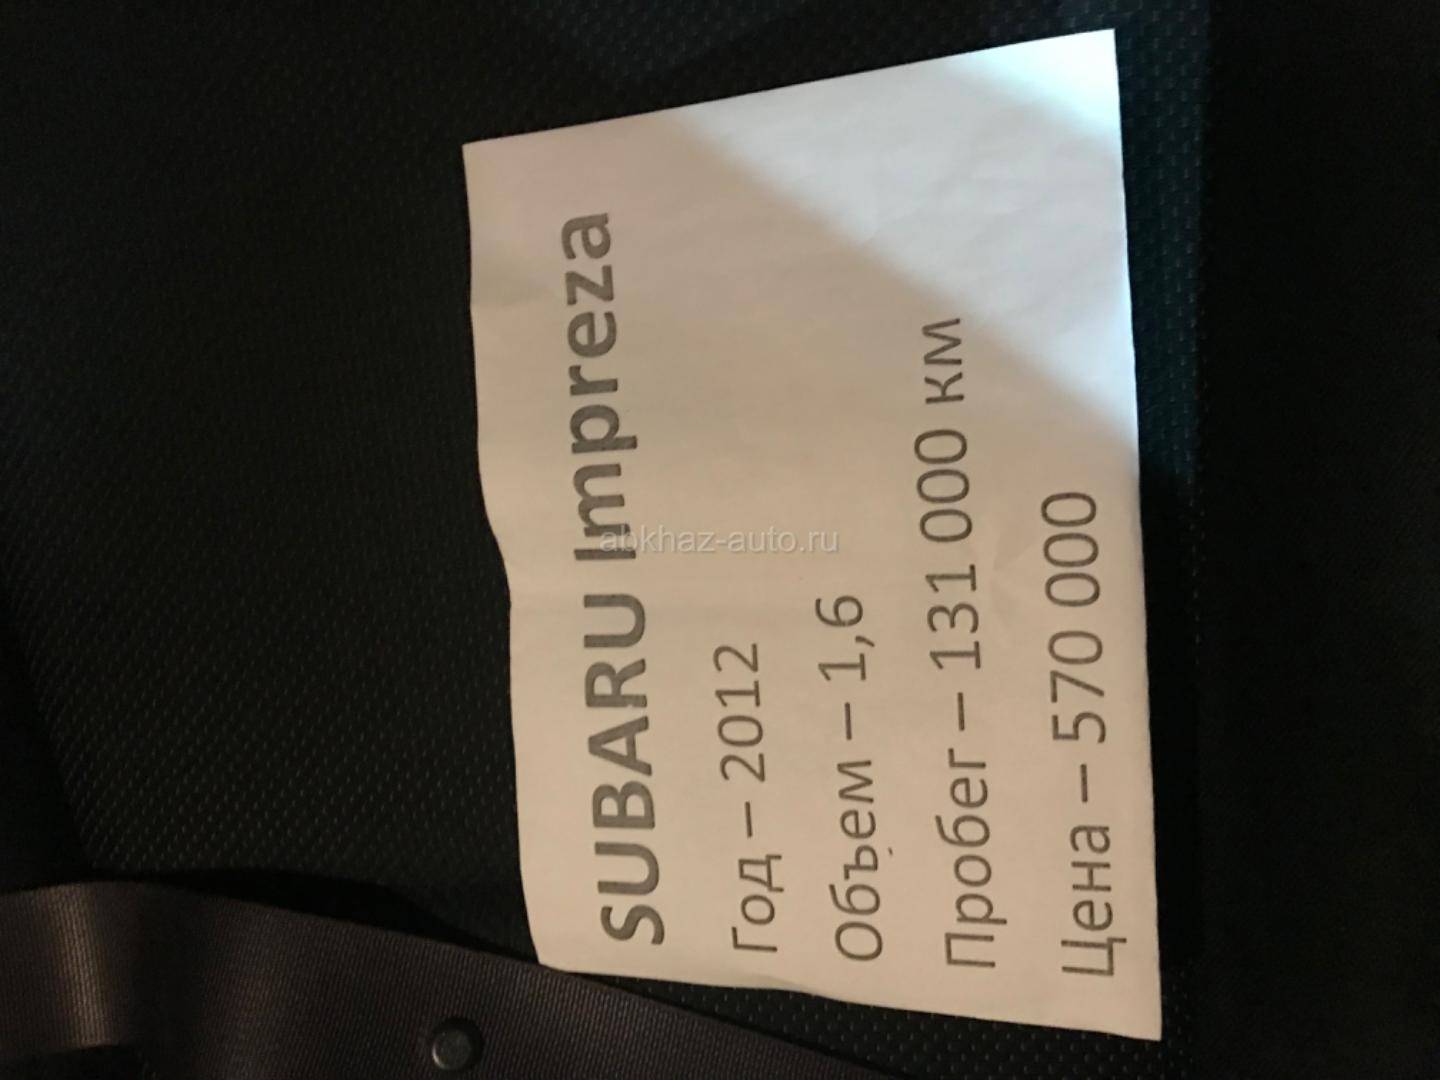 SUBARU Impreza
Год – 2012
Объем – 1,6
Пробег – 131 000 км
Цена – 570 000
abkhaz-auto.ru